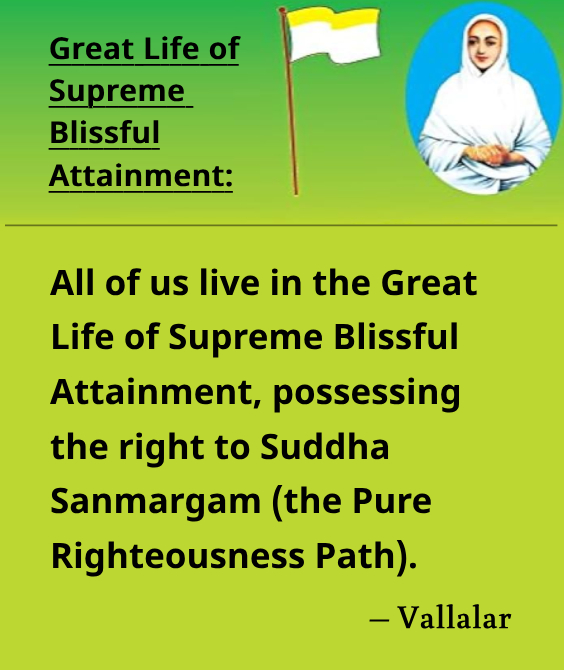 Great Life of
Supreme
Blissful
Attainment:
All of us live in the Great
Life of Supreme Blissful
Attainment, possessing
the right to Suddha
Sanmargam (the Pure
Righteousness Path).
– Vallalar